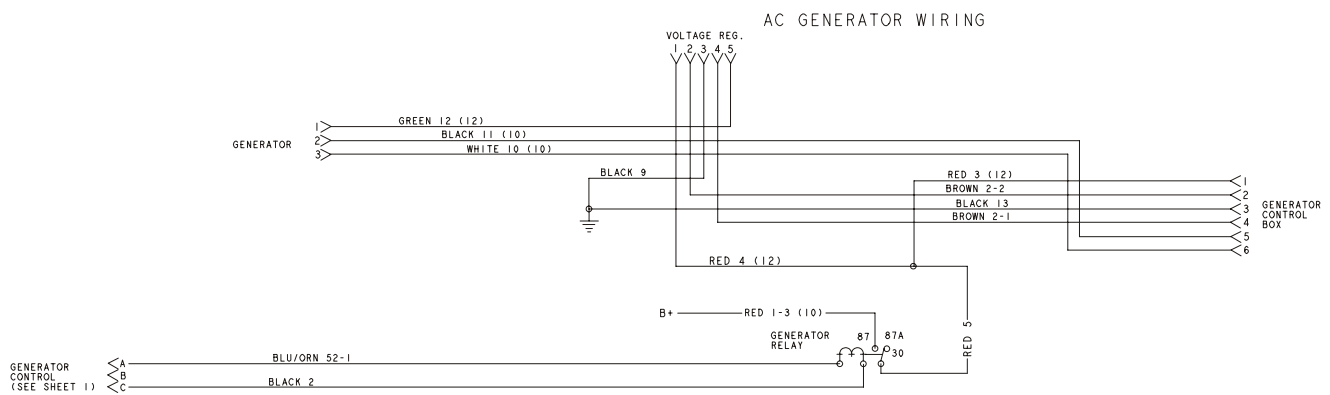 AC GENERATOR WIRING
VOLTAGE REG.
1 2 3 4 5
GENERATOR
1
2
3
GREEN 12 (12)
BLACK 11 (10)
WHITE 10 (10)
BLACK 9
RED 3 (12)
BROWN 2-2
BLACK 13
BROWN 2-1
1
2
3
4
5
6
GENERATOR
CONTROL
BOX
RED 4 (12)
B+
RED 1-3 (10)
RED 5
GENERATOR
RELAY
87 87A
30
GENERATOR
CONTROL
(SEE SHEET 1)
A
B
C
BLU/ORN 52-1
BLACK 2